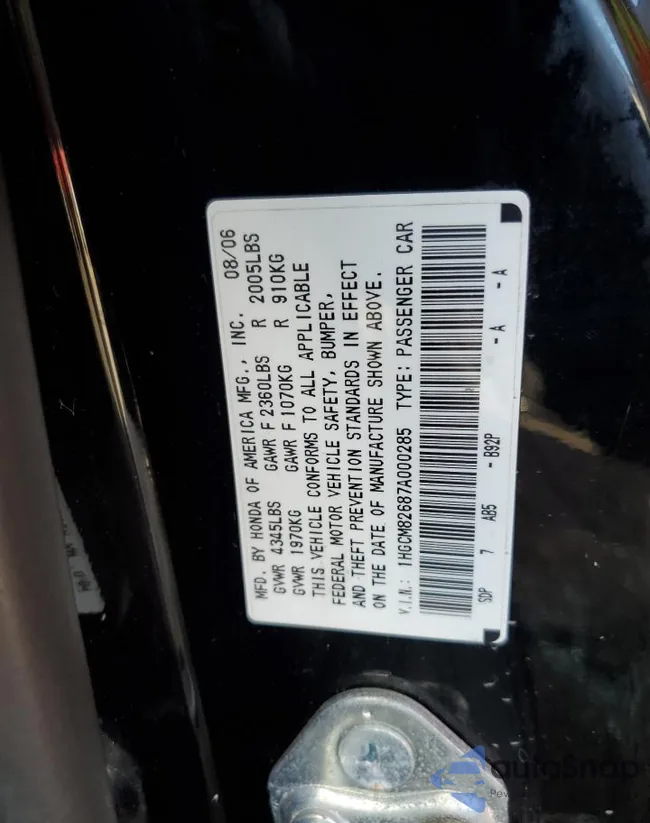 MFD. BY HONDA OF AMERICA MFG., INC. 08/06
GVWR 4345LBS GAWR F 2360LBS R 2005LBS
GVWR 1970KG GAWR F 1070KG R 910KG
THIS VEHICLE CONFORMS TO ALL APPLICABLE
FEDERAL MOTOR VEHICLE SAFETY, BUMPER,
AND THEFT PREVENTION STANDARDS IN EFFECT
ON THE DATE OF MANUFACTURE SHOWN ABOVE.
V.I.N.: 1HGCM82687A000285 TYPE: PASSENGER CAR
SDP 7 AB5 - B92P - A - A
autoSnap